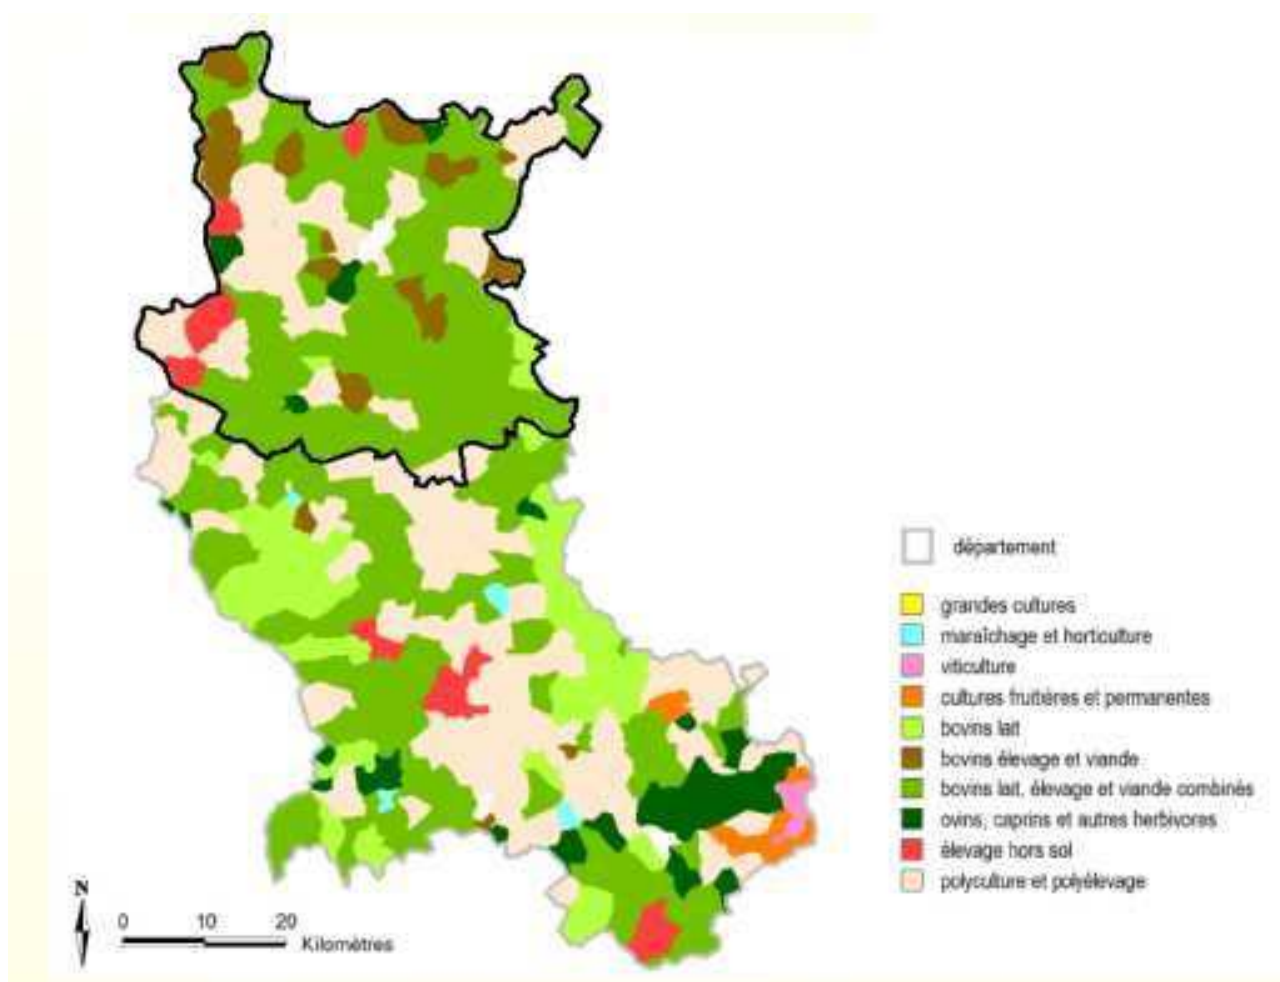 département
grandes cultures
maraîchage et horticulture
viticulture
cultures fruitières et permanentes
bovins lait
bovins élevage et viande
bovins lait, élevage et viande combinés
ovins, caprins et autres herbivores
élevage hors sol
polyculture et polyélevage
N
0 10 20
Kilomètres